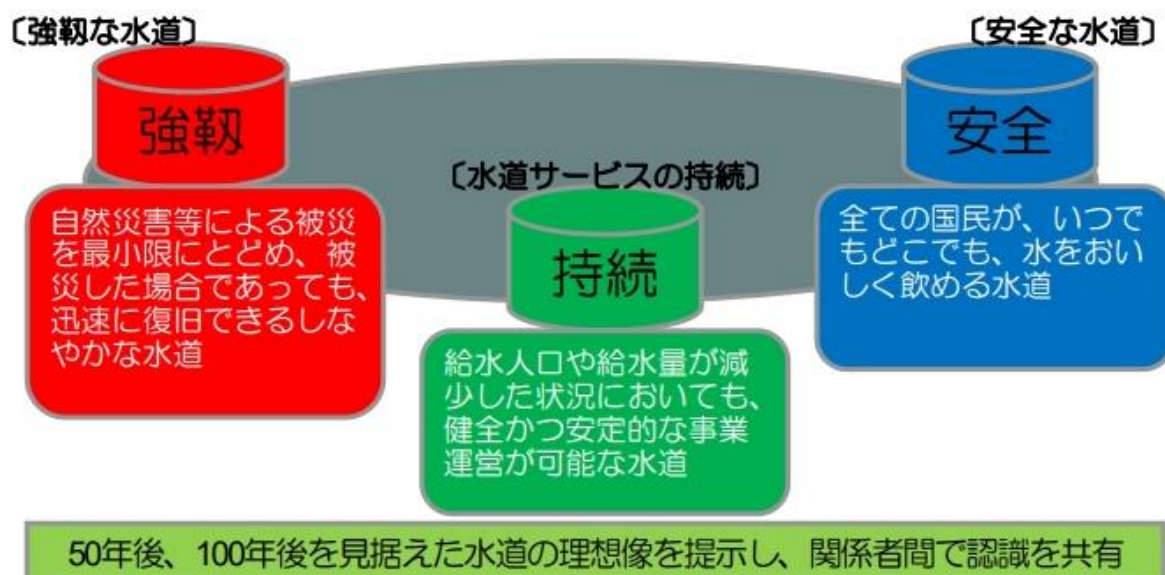 〔強靱な水道〕
強靱
自然災害等による被災
を最小限にとどめ、被
災した場合であっても、
迅速に復旧できるしな
やかな水道
〔水道サービスの持続〕
持続
給水人口や給水量が減
少した状況においても、
健全かつ安定的な事業
運営が可能な水道
〔安全な水道〕
安全
全ての国民が、いつで
もどこでも、水をおい
しく飲める水道
50年後、100年後を見据えた水道の理想像を提示し、関係者間で認識を共有